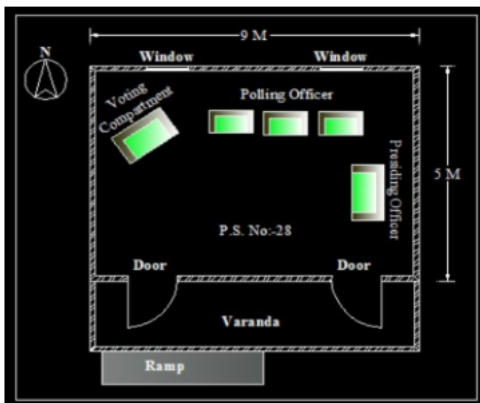 9 M
N
Window
Window
Voting
Compartment
Polling Officer
Presiding Officer
5 M
P.S. No:-28
Door
Door
Varanda
Ramp